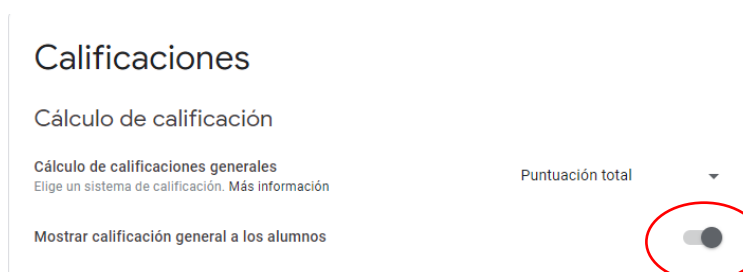 Calificaciones
Cálculo de calificación
Cálculo de calificaciones generales
Elige un sistema de calificación. Más información
Puntuación total
Mostrar calificación general a los alumnos